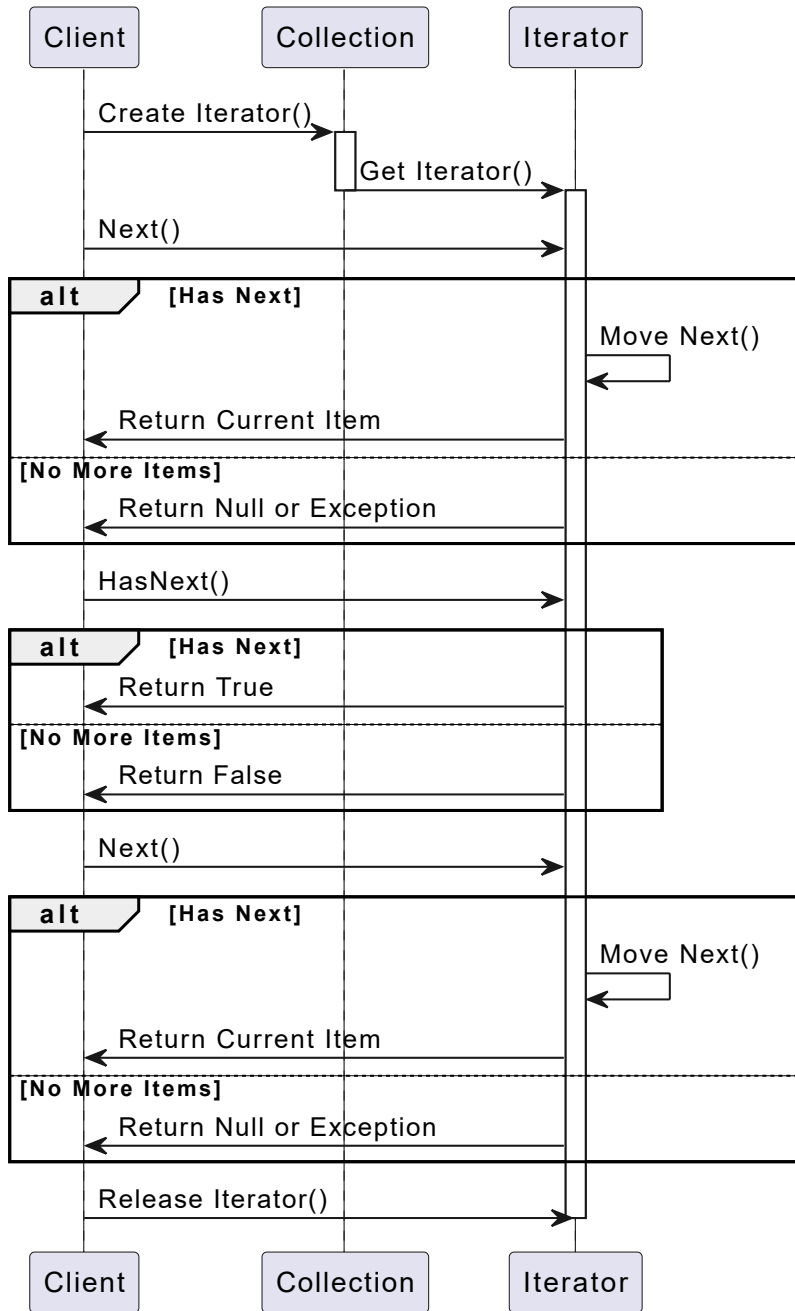 Client Collection Iterator
Create Iterator()
Get Iterator()
Next()
alt [Has Next]
Move Next()
Return Current Item
[No More Items]
Return Null or Exception
HasNext()
alt [Has Next]
Return True
[No More Items]
Return False
Next()
alt [Has Next]
Move Next()
Return Current Item
[No More Items]
Return Null or Exception
Release Iterator()
Client Collection Iterator